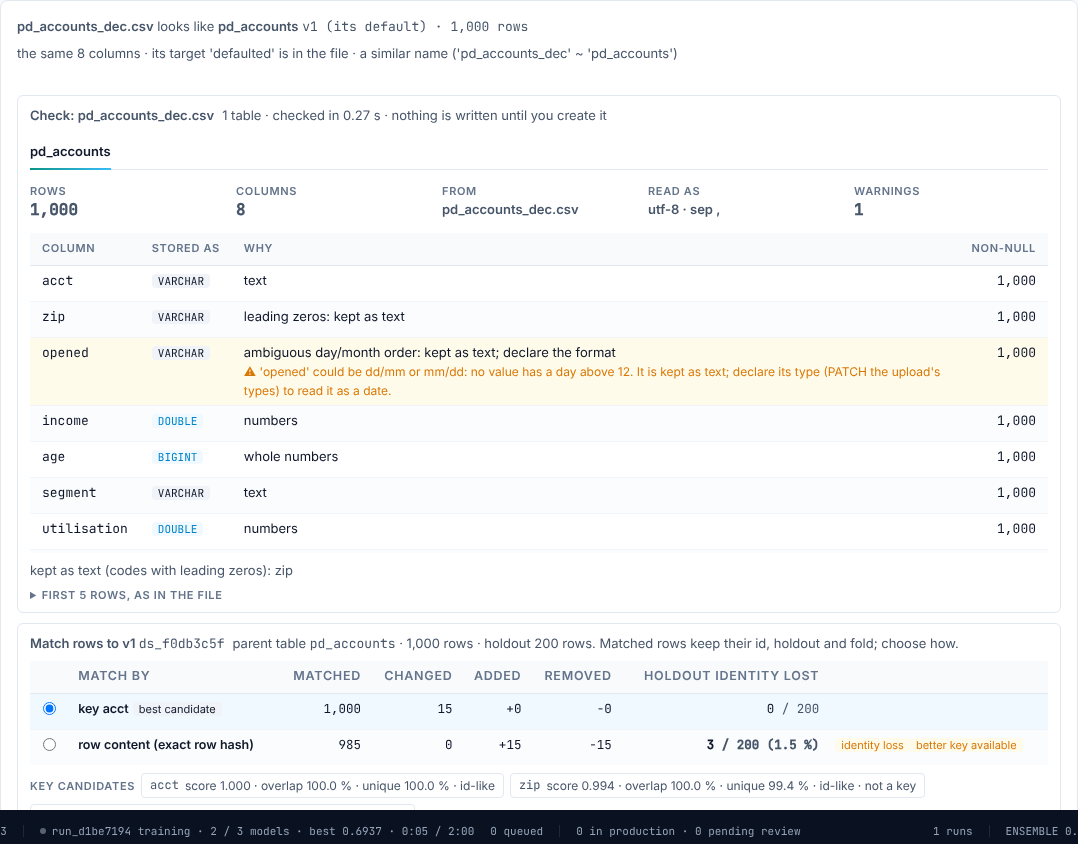 pd_accounts_dec.csv looks like pd_accounts v1 (its default) · 1,000 rows
the same 8 columns · its target 'defaulted' is in the file · a similar name ('pd_accounts_dec' ~ 'pd_accounts')
Check: pd_accounts_dec.csv 1 table · checked in 0.27 s · nothing is written until you create it
pd_accounts
ROWS COLUMNS FROM READ AS WARNINGS
1,000 8 pd_accounts_dec.csv utf-8 · sep , 1
COLUMN STORED AS WHY NON-NULL
acct VARCHAR text 1,000
zip VARCHAR leading zeros: kept as text 1,000
opened VARCHAR ambiguous day/month order: kept as text; declare the format 1,000
⚠ 'opened' could be dd/mm or mm/dd: no value has a day above 12. It is kept as text; declare its type (PATCH the upload's
types) to read it as a date.
income DOUBLE numbers 1,000
age BIGINT whole numbers 1,000
segment VARCHAR text 1,000
utilisation DOUBLE numbers 1,000
kept as text (codes with leading zeros): zip
▶ FIRST 5 ROWS, AS IN THE FILE
Match rows to v1 ds_f0db3c5f parent table pd_accounts · 1,000 rows · holdout 200 rows. Matched rows keep their id, holdout and fold; choose how.
MATCH BY MATCHED CHANGED ADDED REMOVED HOLDOUT IDENTITY LOST
key acct best candidate 1,000 15 +0 -0 0 / 200
row content (exact row hash) 985 0 +15 -15 3 / 200 (1.5 %) identity loss better key available
KEY CANDIDATES acct score 1.000 · overlap 100.0 % · unique 100.0 % · id-like zip score 0.994 · overlap 100.0 % · unique 99.4 % · id-like · not a key
3 run_d1be7194 training · 2 / 3 models · best 0.6937 · 0:05 / 2:00 0 queued 0 in production · 0 pending review 1 runs ENSEMBLE 0.